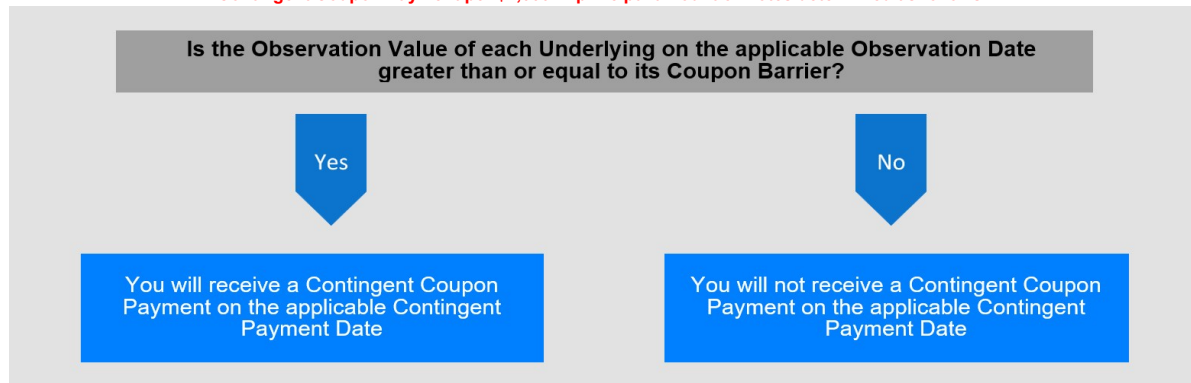 Is the Observation Value of each Underlying on the applicable Observation Date
greater than or equal to its Coupon Barrier?
Yes
No
You will receive a Contingent Coupon
Payment on the applicable Contingent
Payment Date
You will not receive a Contingent Coupon
Payment on the applicable Contingent
Payment Date